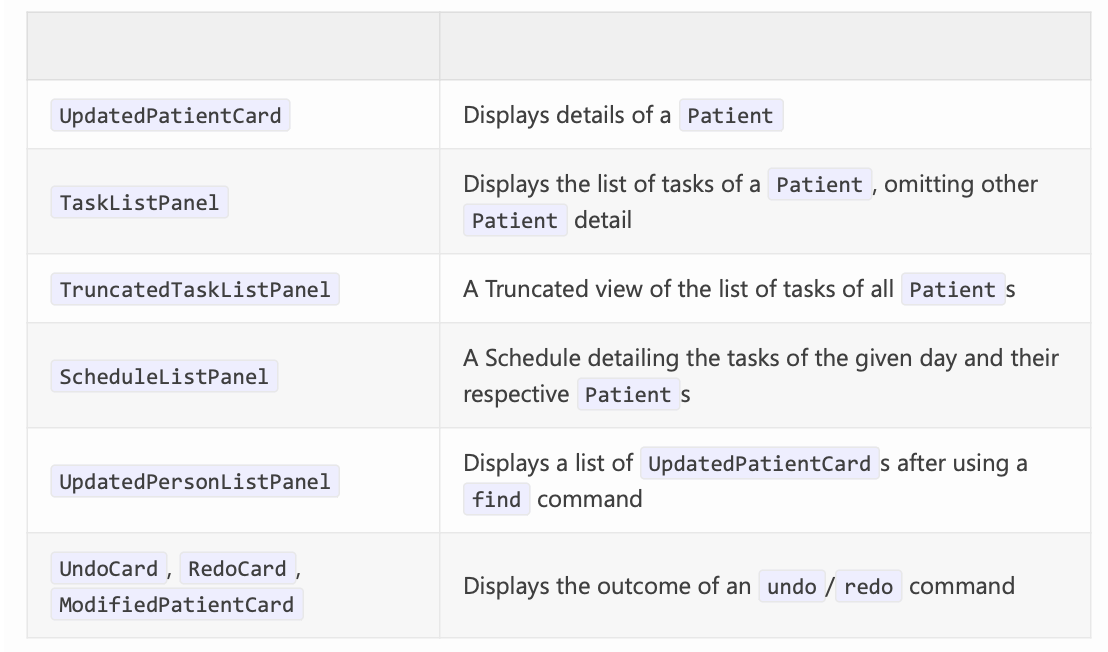 UpdatedPatientCard
Displays details of a Patient
TaskListPanel
Displays the list of tasks of a Patient, omitting other
Patient detail
TruncatedTaskListPanel
A Truncated view of the list of tasks of all Patients
ScheduleListPanel
A Schedule detailing the tasks of the given day and their
respective Patients
UpdatedPersonListPanel
Displays a list of UpdatedPatientCards after using a
find command
UndoCard, RedoCard,
ModifiedPatientCard
Displays the outcome of an undo/redo command